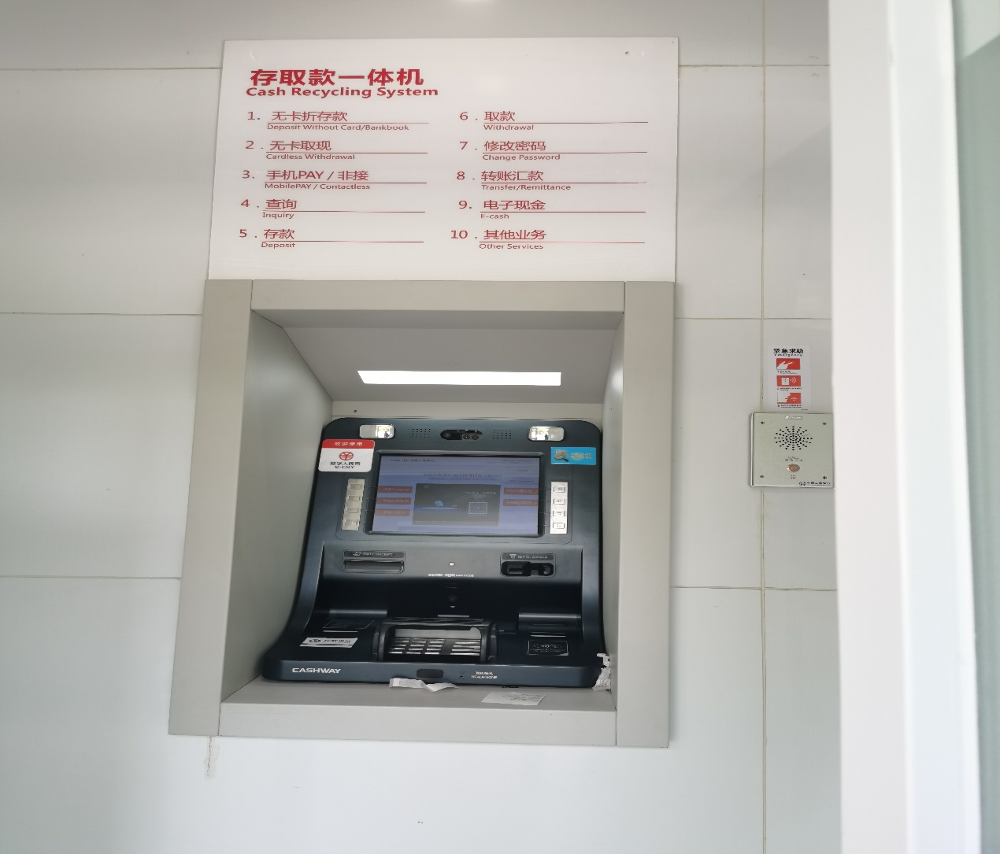 存取款一体机
Cash Recycling System
1. 无卡折存款
Deposit Without Card/Bankbook
2. 无卡取现
Cardless Withdrawal
3. 手机PAY / 非接
MobilePAY / Contactless
4. 查询
Inquiry
5. 存款
Deposit
6. 取款
Withdrawal
7. 修改密码
Change Password
8. 转账汇款
Transfer/Remittance
9. 电子现金
E-cash
10. 其他业务
Other Services
紧急求助
Emergency
欢迎使用
数字人民币
e-CNY
CASHWAY
HEADPHONE